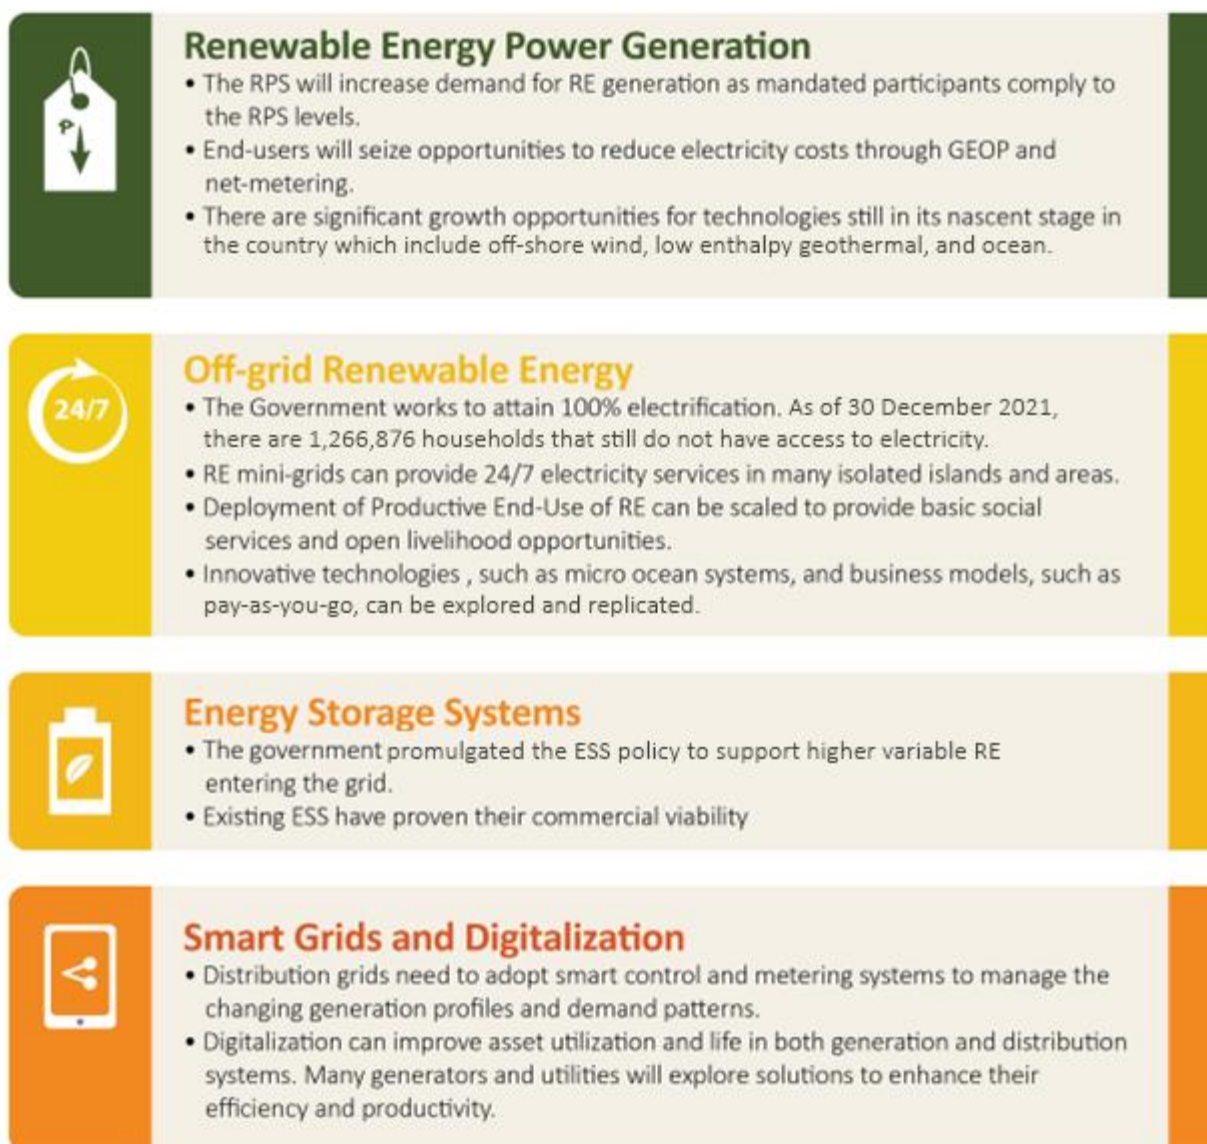 Renewable Energy Power Generation
• The RPS will increase demand for RE generation as mandated participants comply to
the RPS levels.
• End-users will seize opportunities to reduce electricity costs through GEOP and
net-metering.
• There are significant growth opportunities for technologies still in its nascent stage in
the country which include off-shore wind, low enthalpy geothermal, and ocean.
P
Off-grid Renewable Energy
24/7
• The Government works to attain 100% electrification. As of 30 December 2021,
there are 1,266,876 households that still do not have access to electricity.
• RE mini-grids can provide 24/7 electricity services in many isolated islands and areas.
• Deployment of Productive End-Use of RE can be scaled to provide basic social
services and open livelihood opportunities.
• Innovative technologies , such as micro ocean systems, and business models, such as
pay-as-you-go, can be explored and replicated.
Energy Storage Systems
• The government promulgated the ESS policy to support higher variable RE
entering the grid.
• Existing ESS have proven their commercial viability
Smart Grids and Digitalization
• Distribution grids need to adopt smart control and metering systems to manage the
changing generation profiles and demand patterns.
• Digitalization can improve asset utilization and life in both generation and distribution
systems. Many generators and utilities will explore solutions to enhance their
efficiency and productivity.